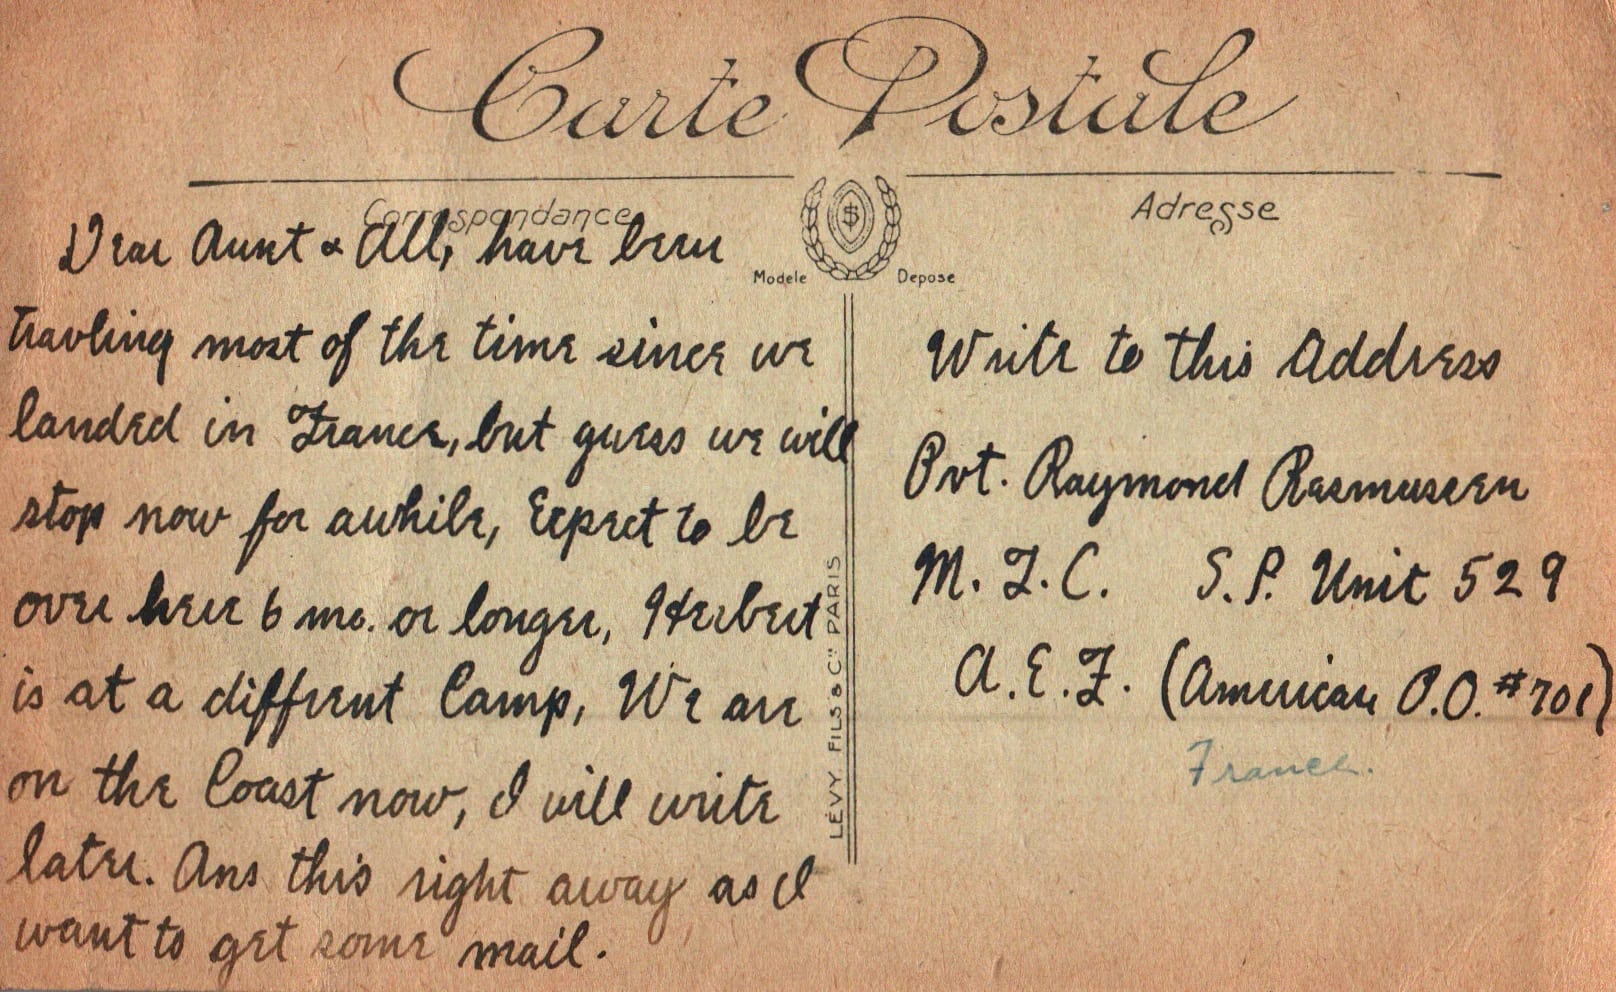 Carte Postale
Correspondance
Adresse
Modele Depose
Dear Aunt & All, have been
travling most of the time since we
landed in France, but guess we will
stop now for awhile, Expect to be
over here 6 mo. or longer, Herbert
is at a diffrent Camp, We are
on the Coast now, I will write
later. Ans this right away as I
want to get some mail.
LÉVY FILS & Cie PARIS
Write to this Address
Pvt. Raymond Rasmussen
M.T.C. S.P. Unit 529
A.E.F. (American P.O. #701)
France.